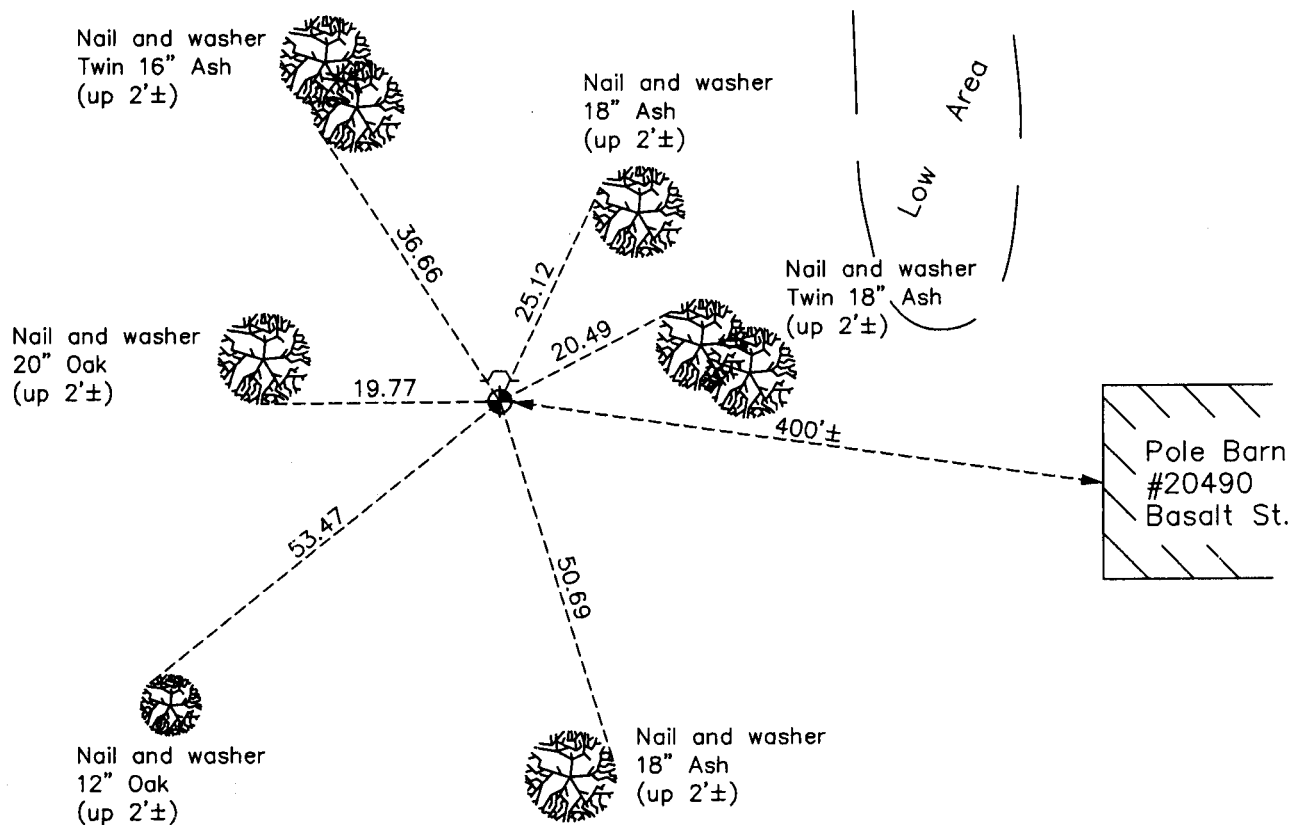 Nail and washer
Twin 16" Ash
(up 2'±)
Nail and washer
18" Ash
(up 2'±)
Low Area
36.66
25.12
Nail and washer
Twin 18" Ash
(up 2'±)
20.49
Nail and washer
20" Oak
(up 2'±)
19.77
400'±
Pole Barn
#20490
Basalt St.
53.47
50.69
Nail and washer
12" Oak
(up 2'±)
Nail and washer
18" Ash
(up 2'±)